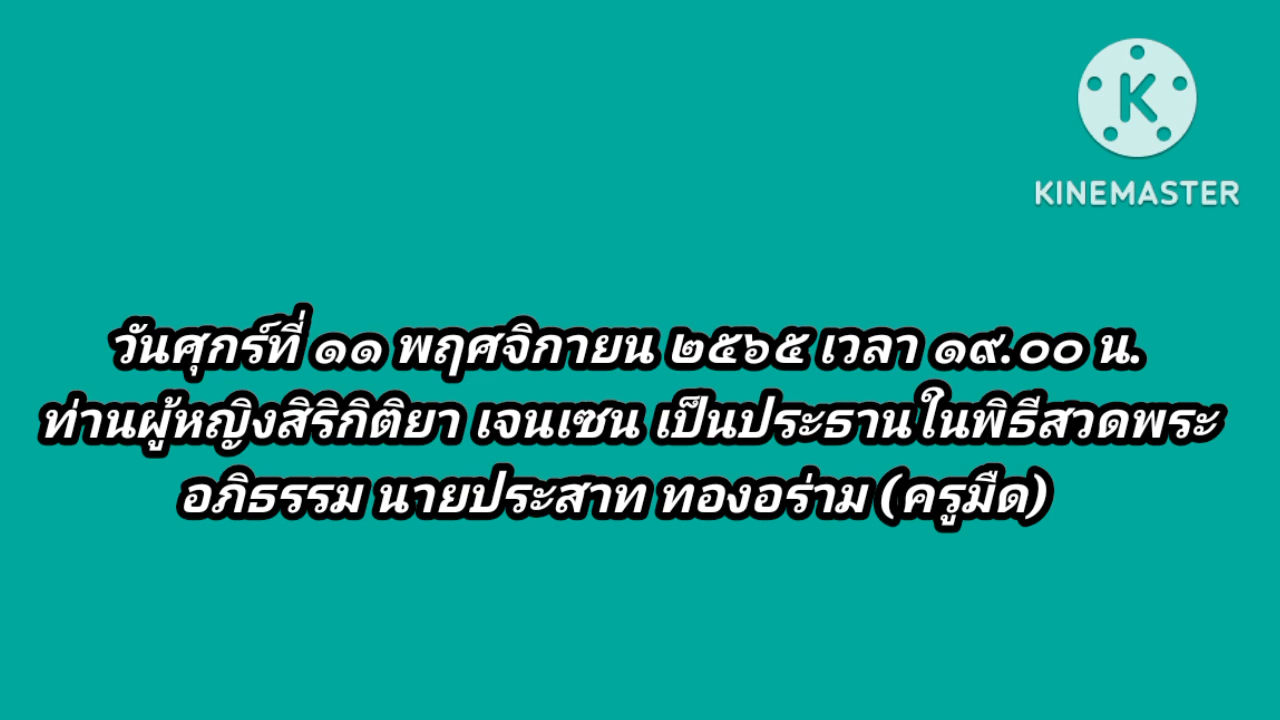 K
KINEMASTER
วันศุกร์ที่ ๑๑ พฤศจิกายน ๒๕๖๕ เวลา ๑๙.๐๐ น.
ท่านผู้หญิงสิริกิติยา เจนเซน เป็นประธานในพิธีสวดพระ
อภิธรรม นายประสาท ทองอร่าม (ครูมืด)